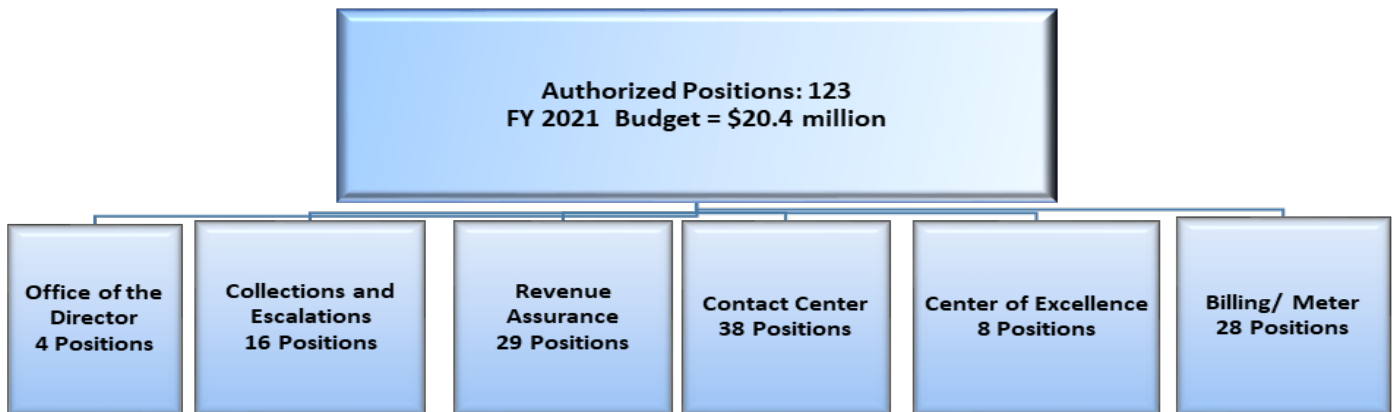 Authorized Positions: 123
FY 2021 Budget = $20.4 million
Office of the
Director
4 Positions
Collections and
Escalations
16 Positions
Revenue
Assurance
29 Positions
Contact Center
38 Positions
Center of Excellence
8 Positions
Billing/ Meter
28 Positions